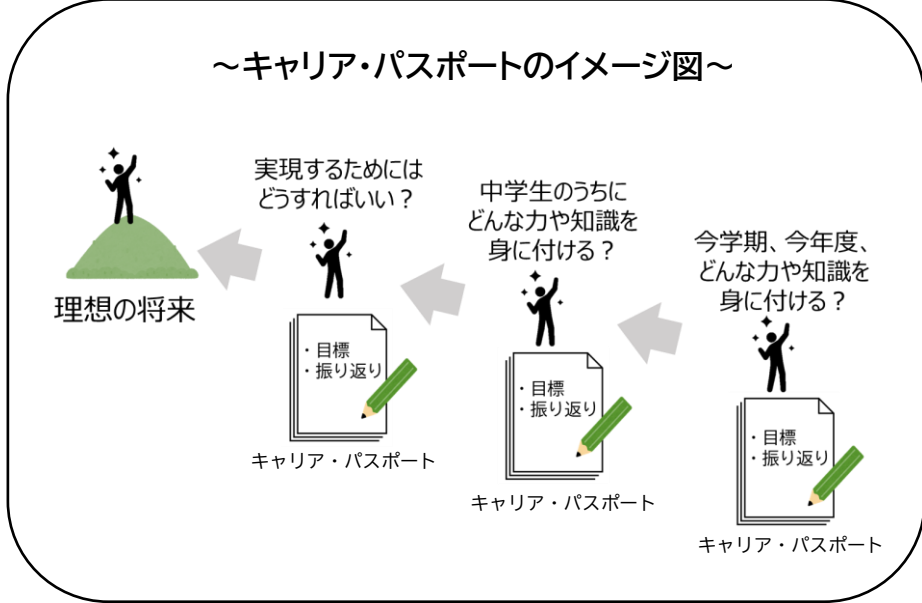 ～キャリア・パスポートのイメージ図～
理想の将来
実現するためには
どうすればいい？
・目標
・振り返り
キャリア・パスポート
中学生のうちに
どんな力や知識を
身に付ける？
・目標
・振り返り
キャリア・パスポート
今学期、今年度、
どんな力や知識を
身に付ける？
・目標
・振り返り
キャリア・パスポート